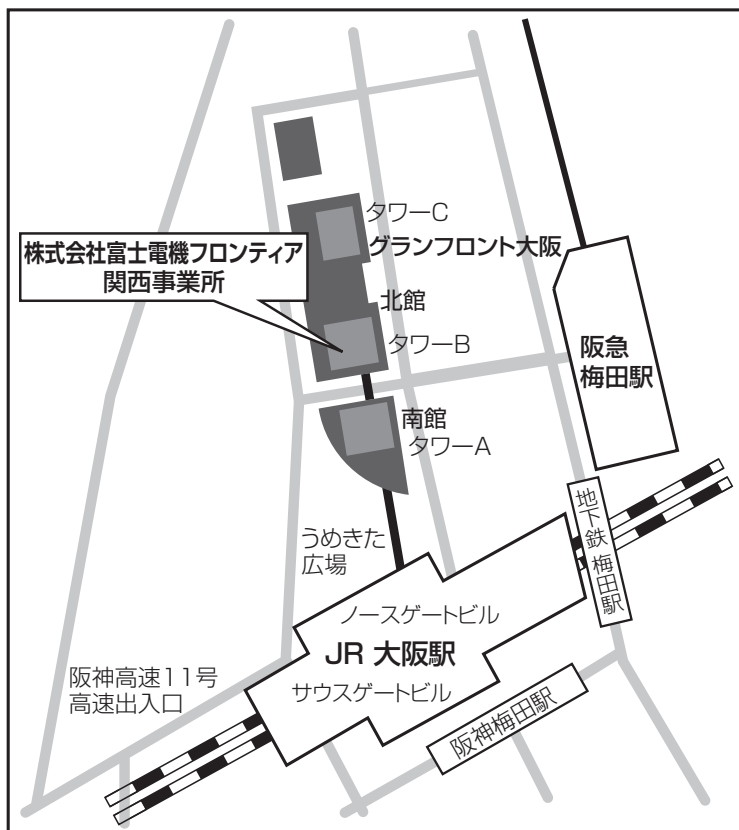 タワーC
グランフロント大阪
株式会社富士電機フロンティア
関西事業所
北館
タワーB
阪急
梅田駅
南館
タワーA
地下鉄 梅田駅
うめきた
広場
ノースゲートビル
JR 大阪駅
サウスゲートビル
阪神高速11号
高速出入口
阪神梅田駅